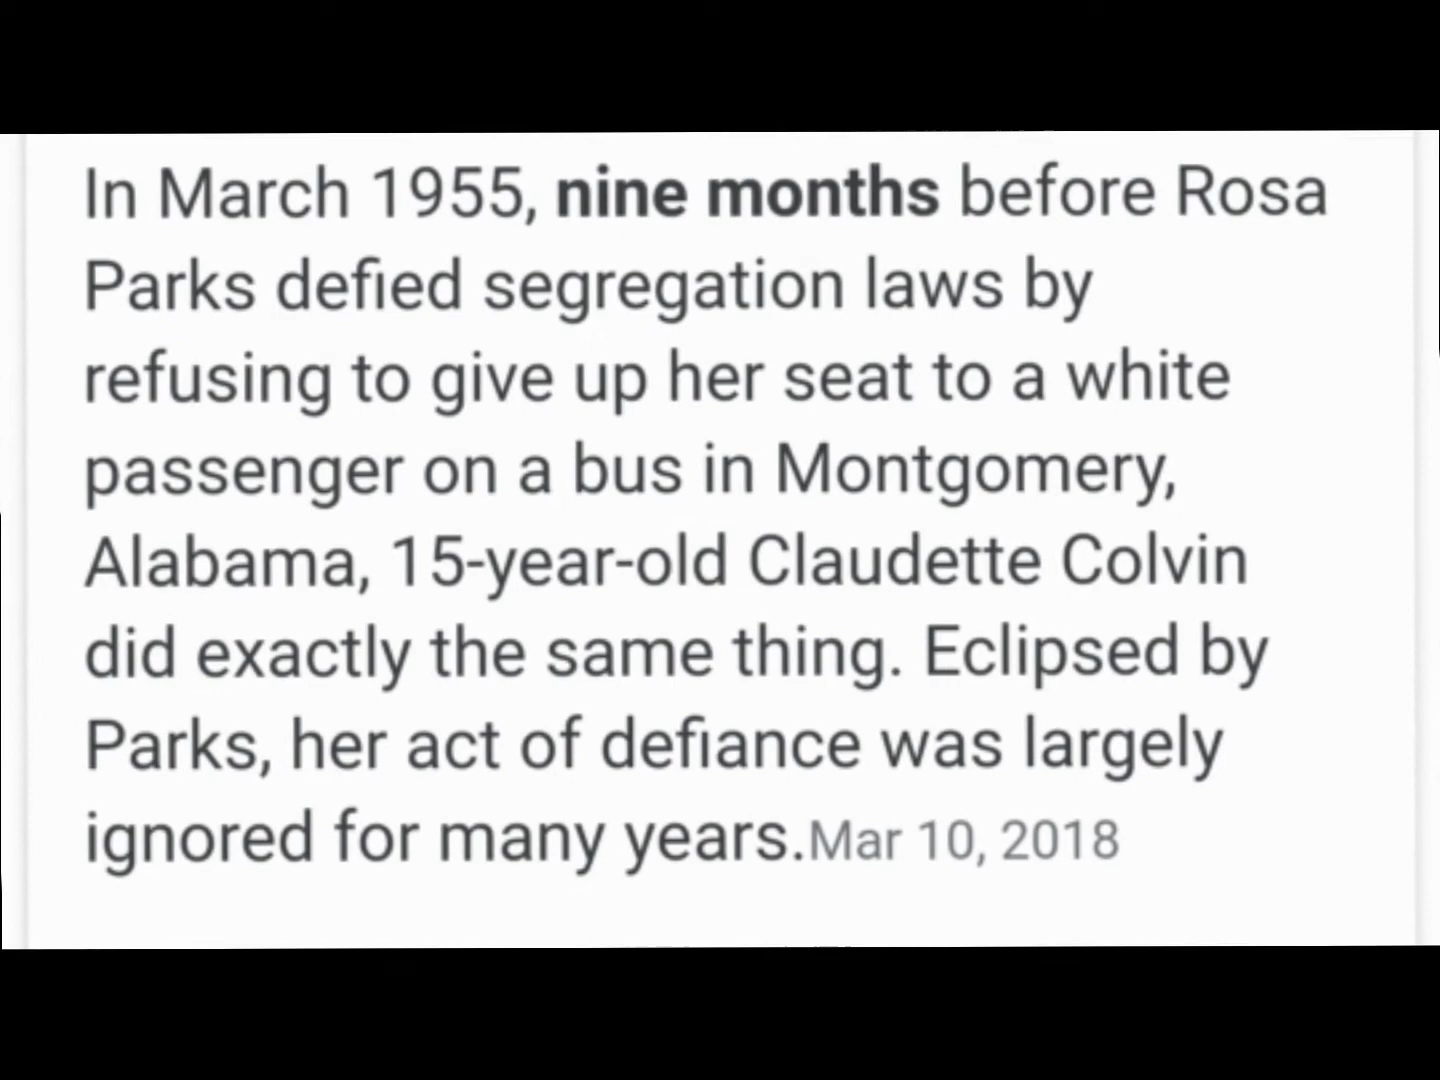 In March 1955, nine months before Rosa
Parks defied segregation laws by
refusing to give up her seat to a white
passenger on a bus in Montgomery,
Alabama, 15-year-old Claudette Colvin
did exactly the same thing. Eclipsed by
Parks, her act of defiance was largely
ignored for many years.Mar 10, 2018